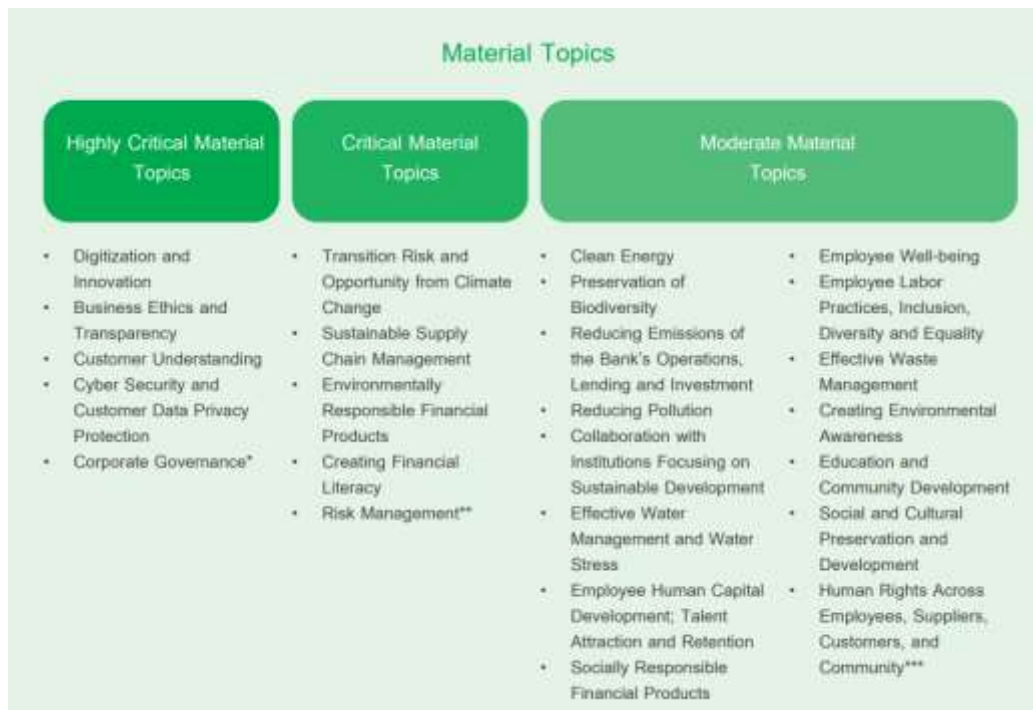 Material Topics
Highly Critical Material
Topics
Critical Material
Topics
Moderate Material
Topics
• Digitization and
Innovation
• Business Ethics and
Transparency
• Customer Understanding
• Cyber Security and
Customer Data Privacy
Protection
• Corporate Governance*
• Transition Risk and
Opportunity from Climate
Change
• Sustainable Supply
Chain Management
• Environmentally
Responsible Financial
Products
• Creating Financial
Literacy
• Risk Management**
• Clean Energy
• Preservation of
Biodiversity
• Reducing Emissions of
the Bank's Operations,
Lending and Investment
• Reducing Pollution
• Collaboration with
Institutions Focusing on
Sustainable Development
• Effective Water
Management and Water
Stress
• Employee Human Capital
Development; Talent
Attraction and Retention
• Socially Responsible
Financial Products
• Employee Well-being
• Employee Labor
Practices, Inclusion,
Diversity and Equality
• Effective Waste
Management
• Creating Environmental
Awareness
• Education and
Community Development
• Social and Cultural
Preservation and
Development
• Human Rights Across
Employees, Suppliers,
Customers, and
Community***